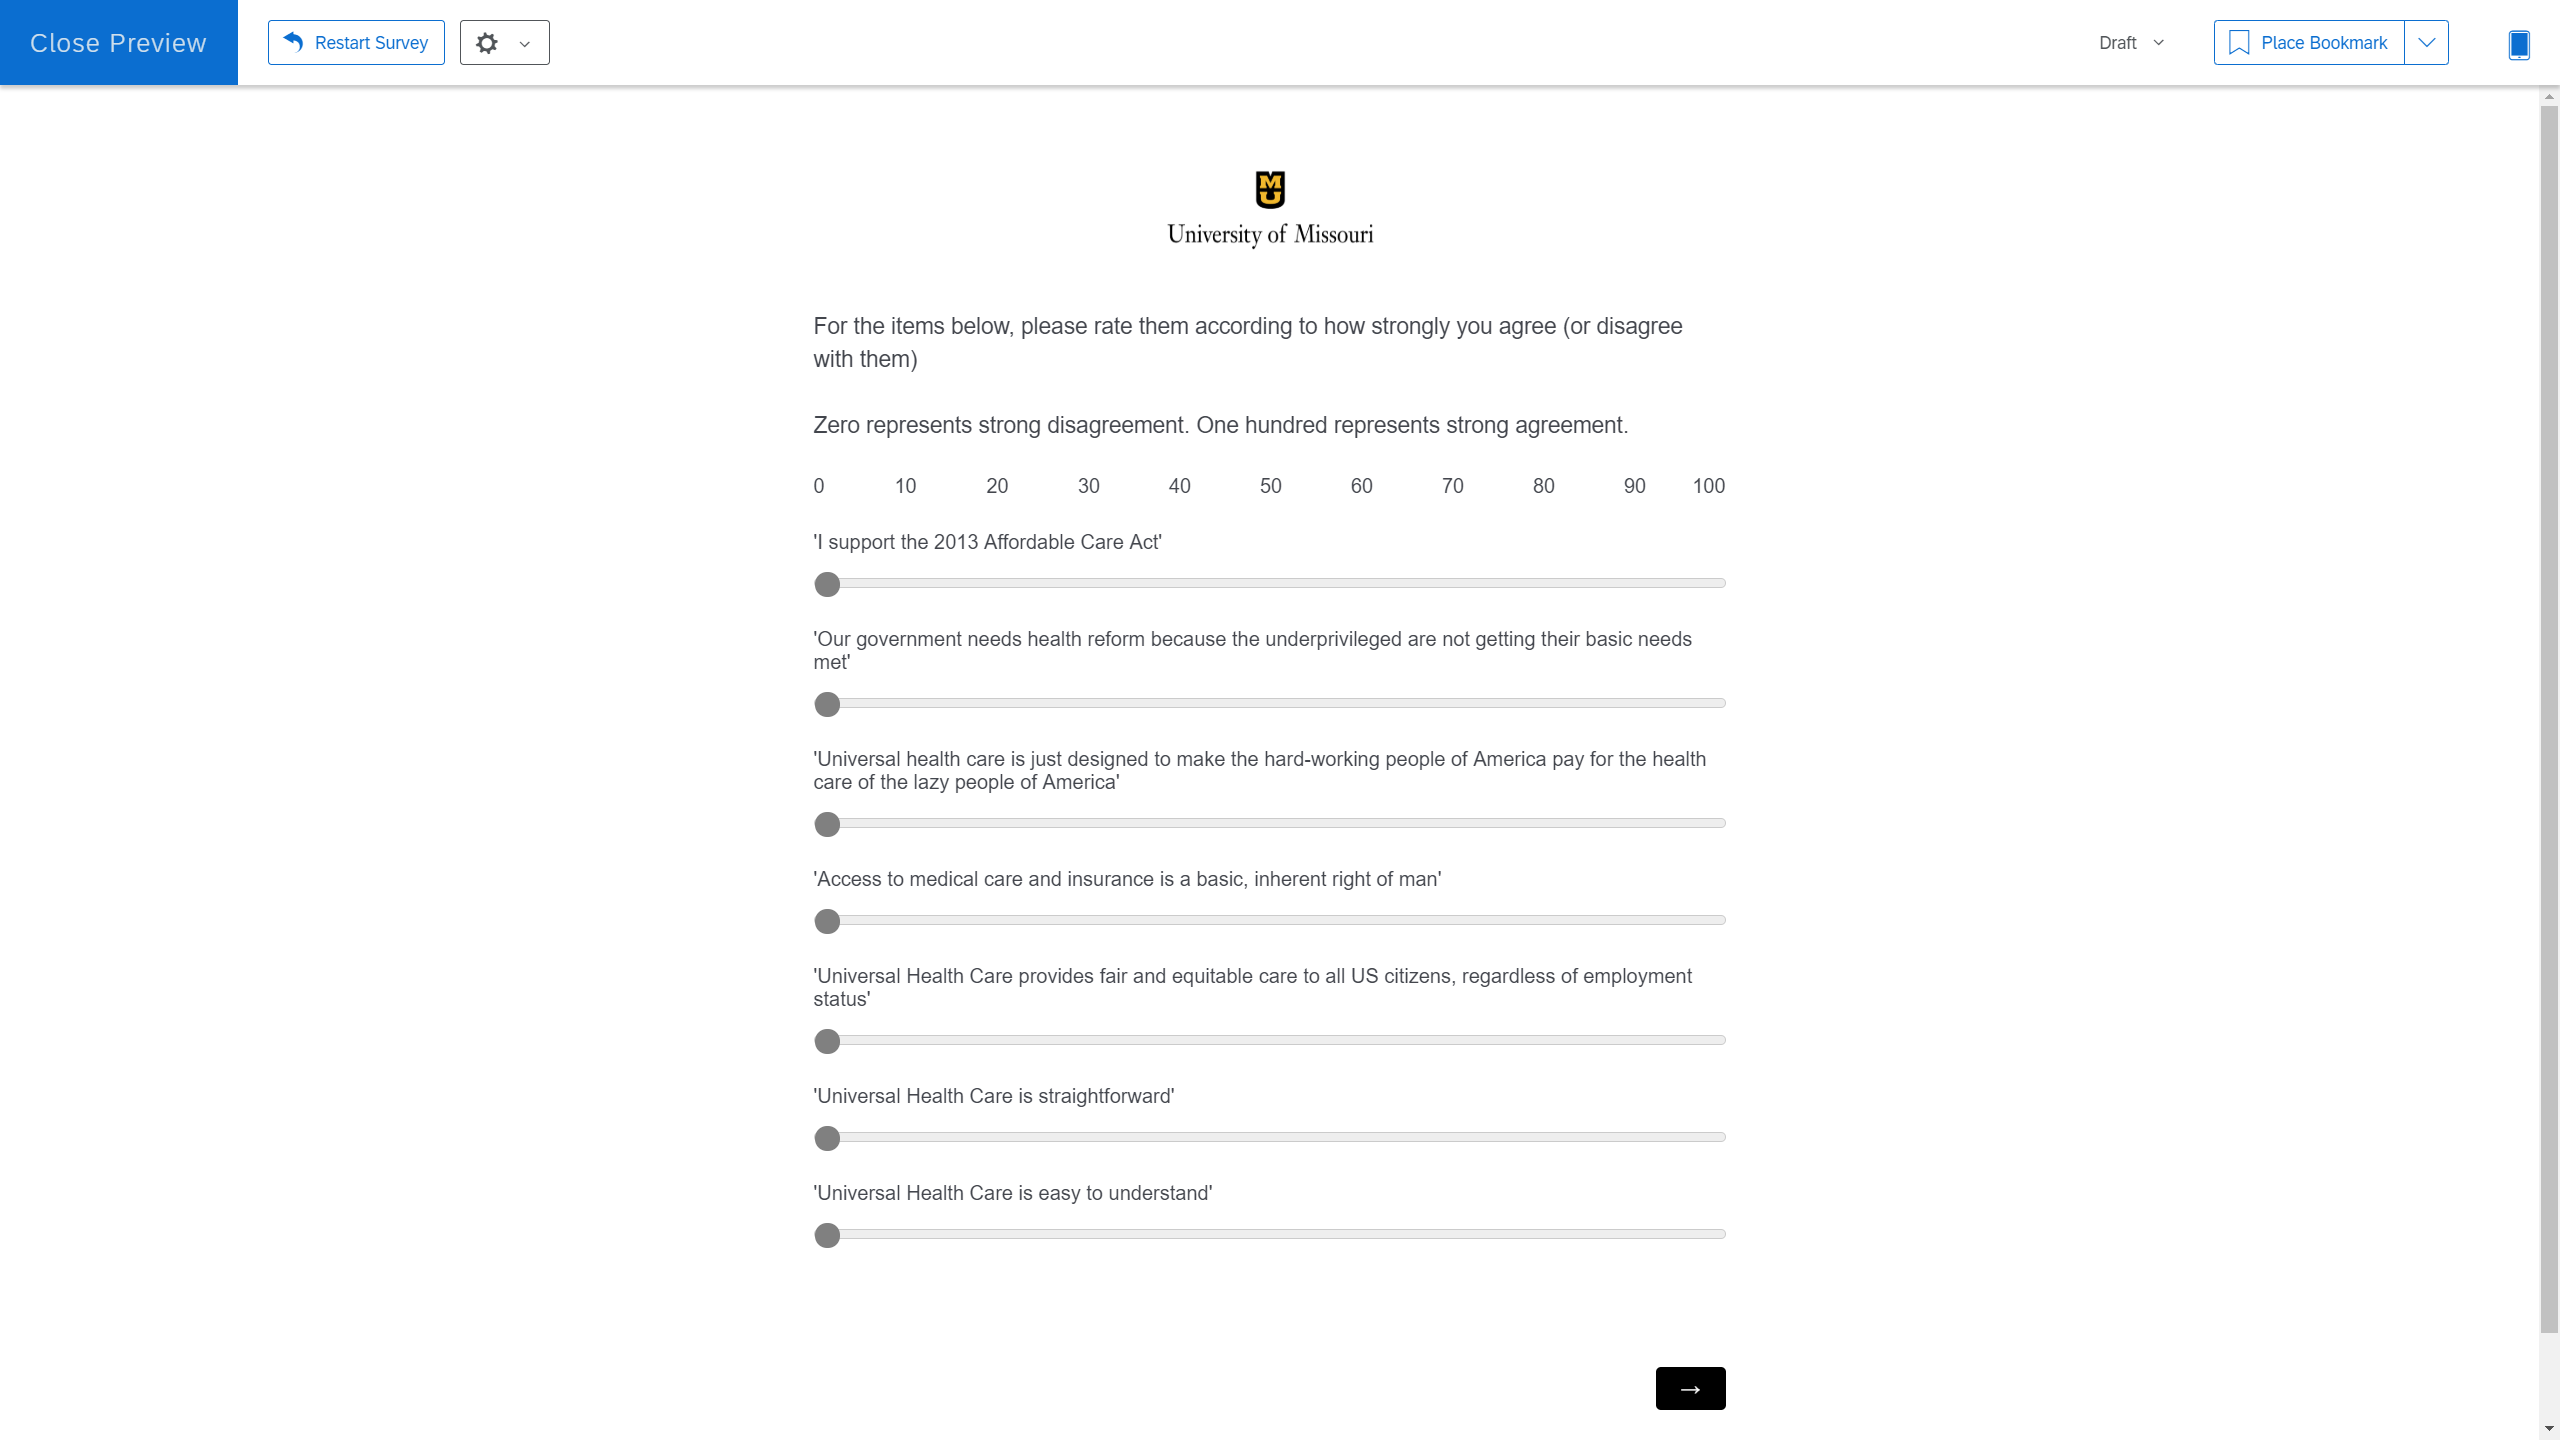 Close Preview
Restart Survey
Draft
Place Bookmark
MU
University of Missouri
For the items below, please rate them according to how strongly you agree (or disagree
with them)
Zero represents strong disagreement. One hundred represents strong agreement.
0 10 20 30 40 50 60 70 80 90 100
'I support the 2013 Affordable Care Act'
'Our government needs health reform because the underprivileged are not getting their basic needs
met'
'Universal health care is just designed to make the hard-working people of America pay for the health
care of the lazy people of America'
'Access to medical care and insurance is a basic, inherent right of man'
'Universal Health Care provides fair and equitable care to all US citizens, regardless of employment
status'
'Universal Health Care is straightforward'
'Universal Health Care is easy to understand'
→